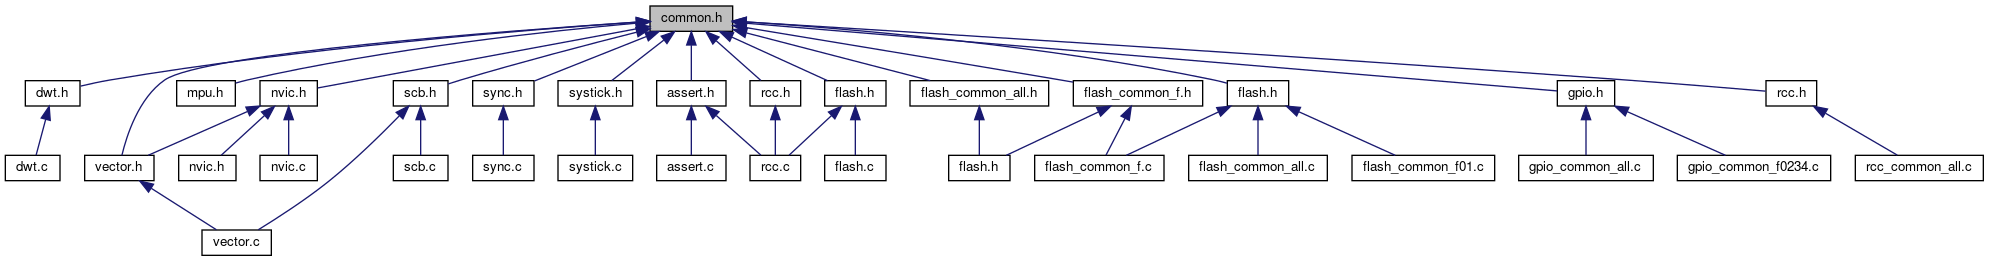 common.h
dwt.h
mpu.h
nvic.h
scb.h
sync.h
systick.h
assert.h
rcc.h
flash.h
flash_common_all.h
flash_common_f.h
flash.h
gpio.h
rcc.h
dwt.c
vector.h
nvic.h
nvic.c
scb.c
sync.c
systick.c
assert.c
rcc.c
flash.c
flash.h
flash_common_f.c
flash_common_all.c
flash_common_f01.c
gpio_common_all.c
gpio_common_f0234.c
rcc_common_all.c
vector.c